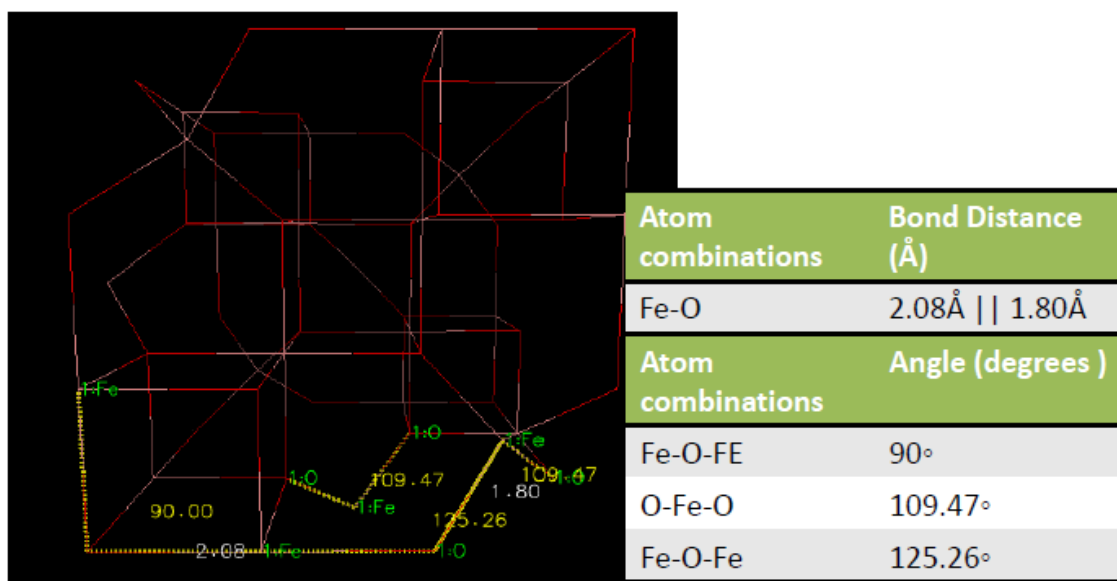 1:Fe
1:O
1:O
1:Fe
109.47
109.47
1:O
1.80
90.00
1:Fe
125.26
2.08
1:Fe
1:O
Atom combinations
Bond Distance (Å)
Fe-O
2.08Å || 1.80Å
Atom combinations
Angle (degrees )
Fe-O-FE
90◦
O-Fe-O
109.47◦
Fe-O-Fe
125.26◦